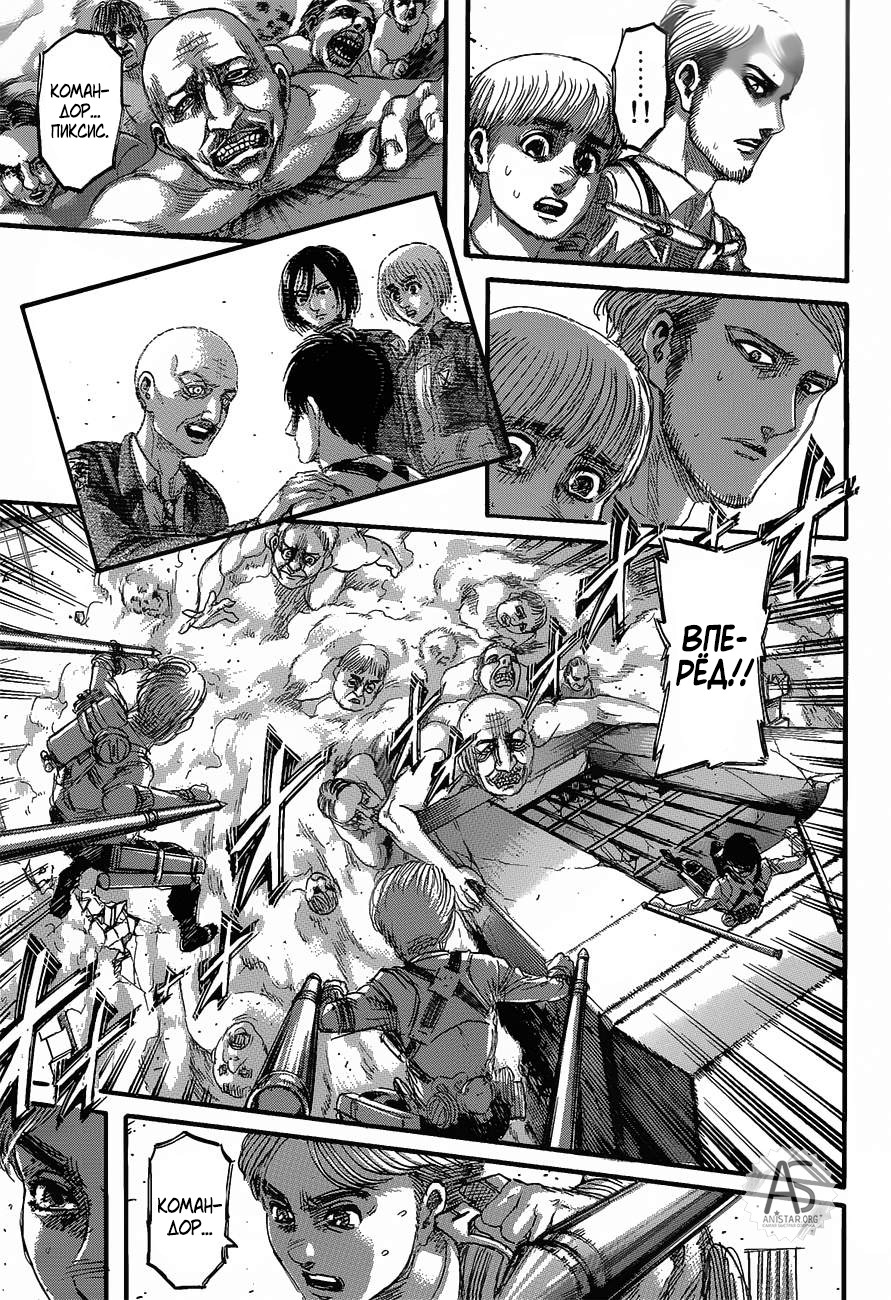 ......!!
КОМАН-
ДОР...
ПИКСИС.
ВПЕ-
РЁД!!
КОМАН-
ДОР...
AS
ANISTAR.ORG